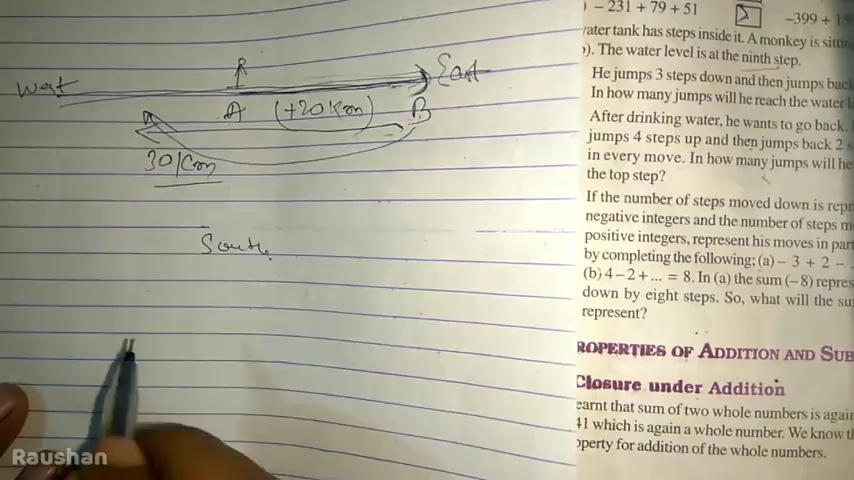 West
East
A (+20 Km) B
30 Km
South
) − 231 + 79 + 51
-399 + 1
ater tank has steps inside it. A monkey is sittin
). The water level is at the ninth step.
He jumps 3 steps down and then jumps back
In how many jumps will he reach the water l
After drinking water, he wants to go back.
jumps 4 steps up and then jumps back 2 s
in every move. In how many jumps will he
the top step?
If the number of steps moved down is repr
negative integers and the number of steps m
positive integers, represent his moves in part
by completing the following; (a) − 3 + 2 −
(b) 4 − 2 + ... = 8. In (a) the sum (− 8) repres
down by eight steps. So, what will the su
represent?
ROPERTIES OF ADDITION AND SUB
Closure under Addition
earnt that sum of two whole numbers is again
41 which is again a whole number. We know th
operty for addition of the whole numbers.
Raushan